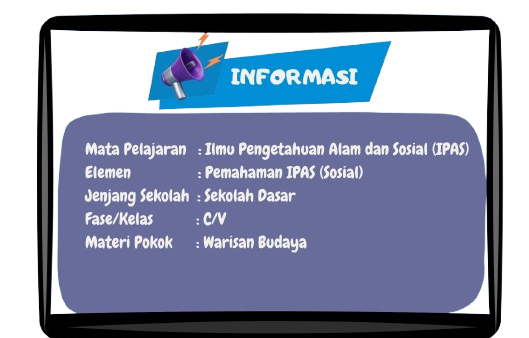 INFORMASI
Mata Pelajaran : Ilmu Pengetahuan Alam dan Sosial (IPAS)
Elemen : Pemahaman IPAS (Sosial)
Jenjang Sekolah : Sekolah Dasar
Fase/Kelas : C/V
Materi Pokok : Warisan Budaya